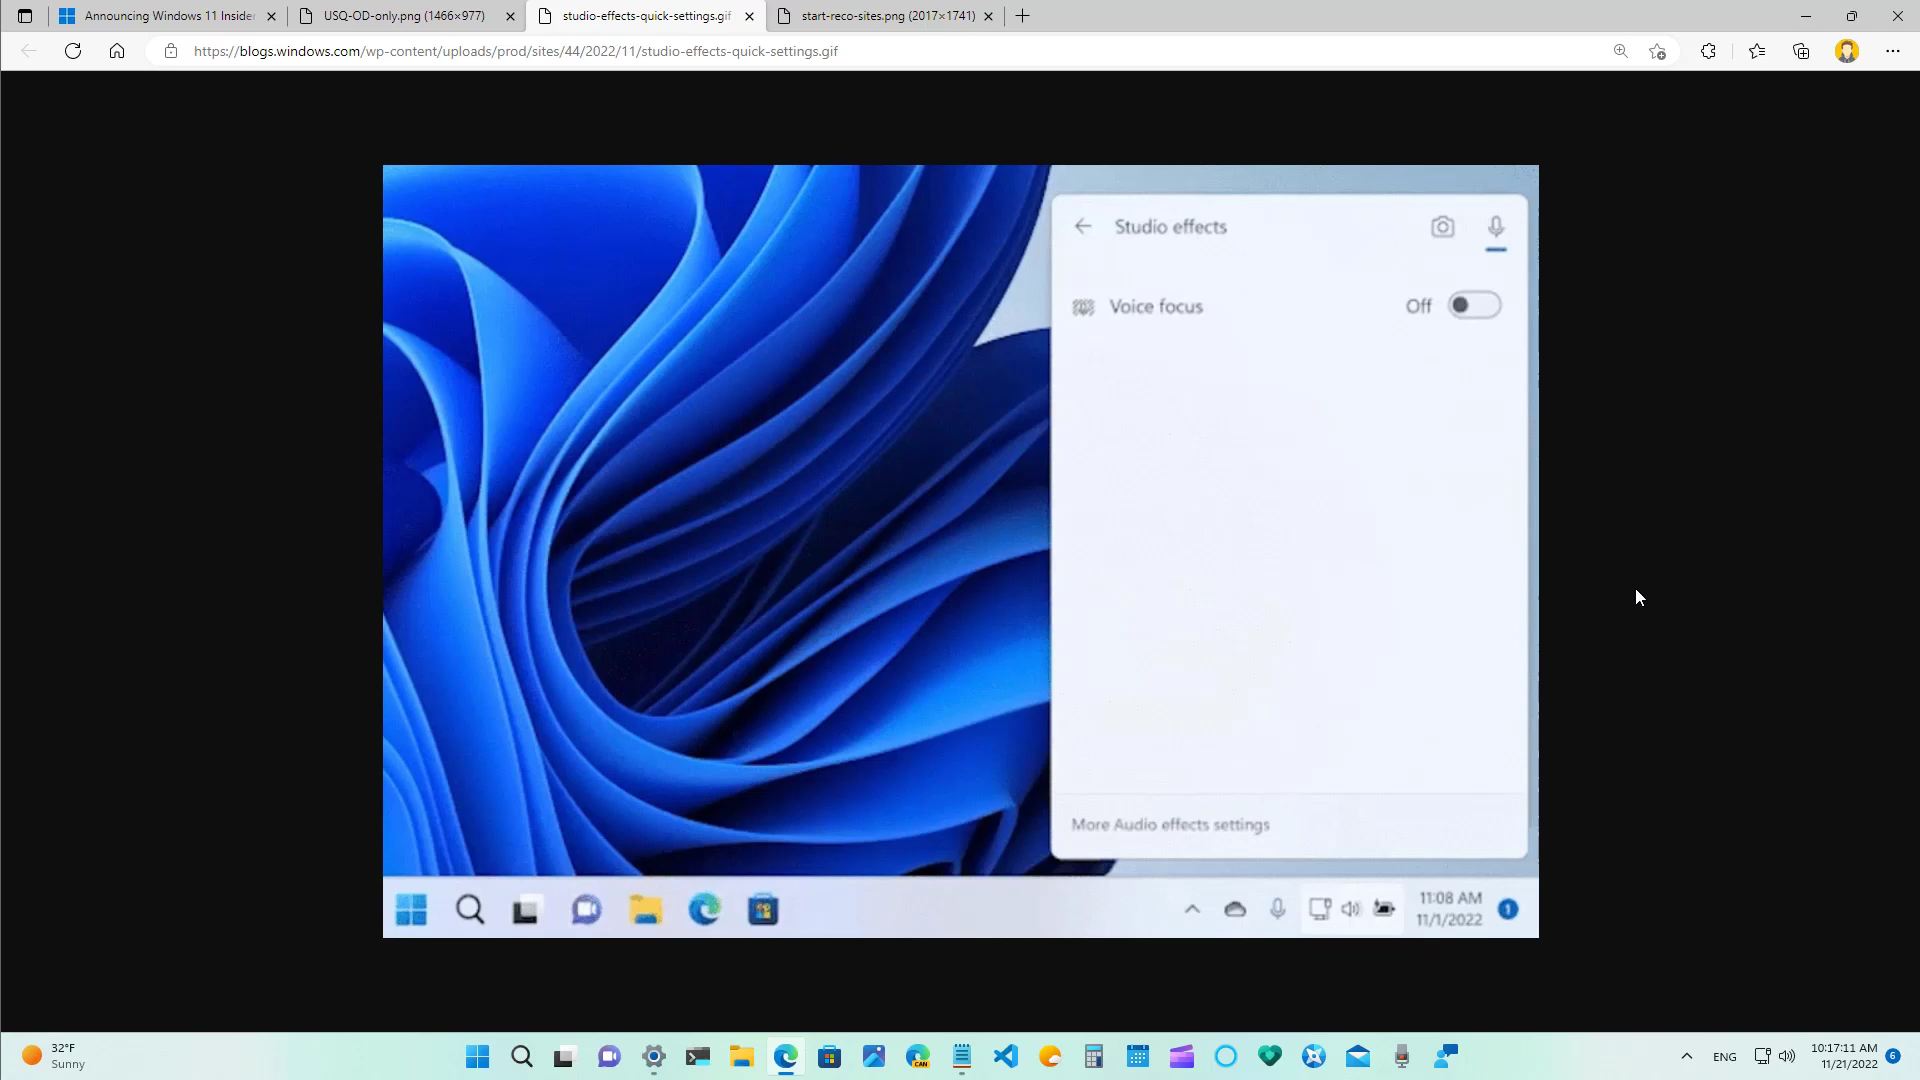 Announcing Windows 11 Insider
USQ-OD-only.png (1466×977)
studio-effects-quick-settings.gif
start-reco-sites.png (2017×1741)
https://blogs.windows.com/wp-content/uploads/prod/sites/44/2022/11/studio-effects-quick-settings.gif
Studio effects
Voice focus Off
More Audio effects settings
11:08 AM
11/1/2022
1
32°F
Sunny
CAN
ENG
10:17:11 AM
11/21/2022
6